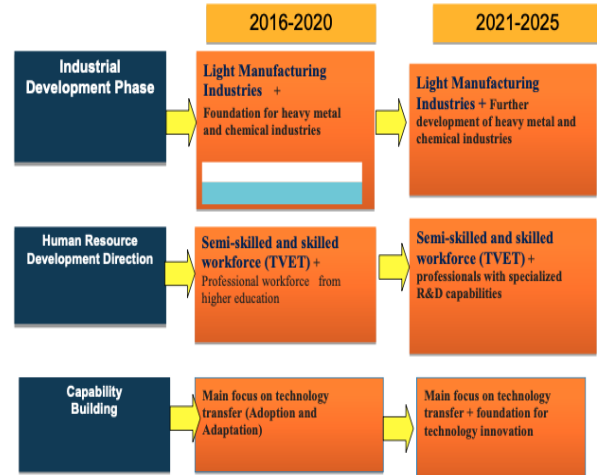 2016-2020
2021-2025
Industrial
Development Phase
Light Manufacturing
Industries +
Foundation for heavy metal
and chemical industries
Light Manufacturing
Industries + Further
development of heavy metal and
chemical industries
Human Resource
Development Direction
Semi-skilled and skilled
workforce (TVET) +
Professional workforce from
higher education
Semi-skilled and skilled
workforce (TVET) +
professionals with specialized
R&D capabilities
Capability
Building
Main focus on technology
transfer (Adoption and
Adaptation)
Main focus on technology
transfer + foundation for
technology innovation